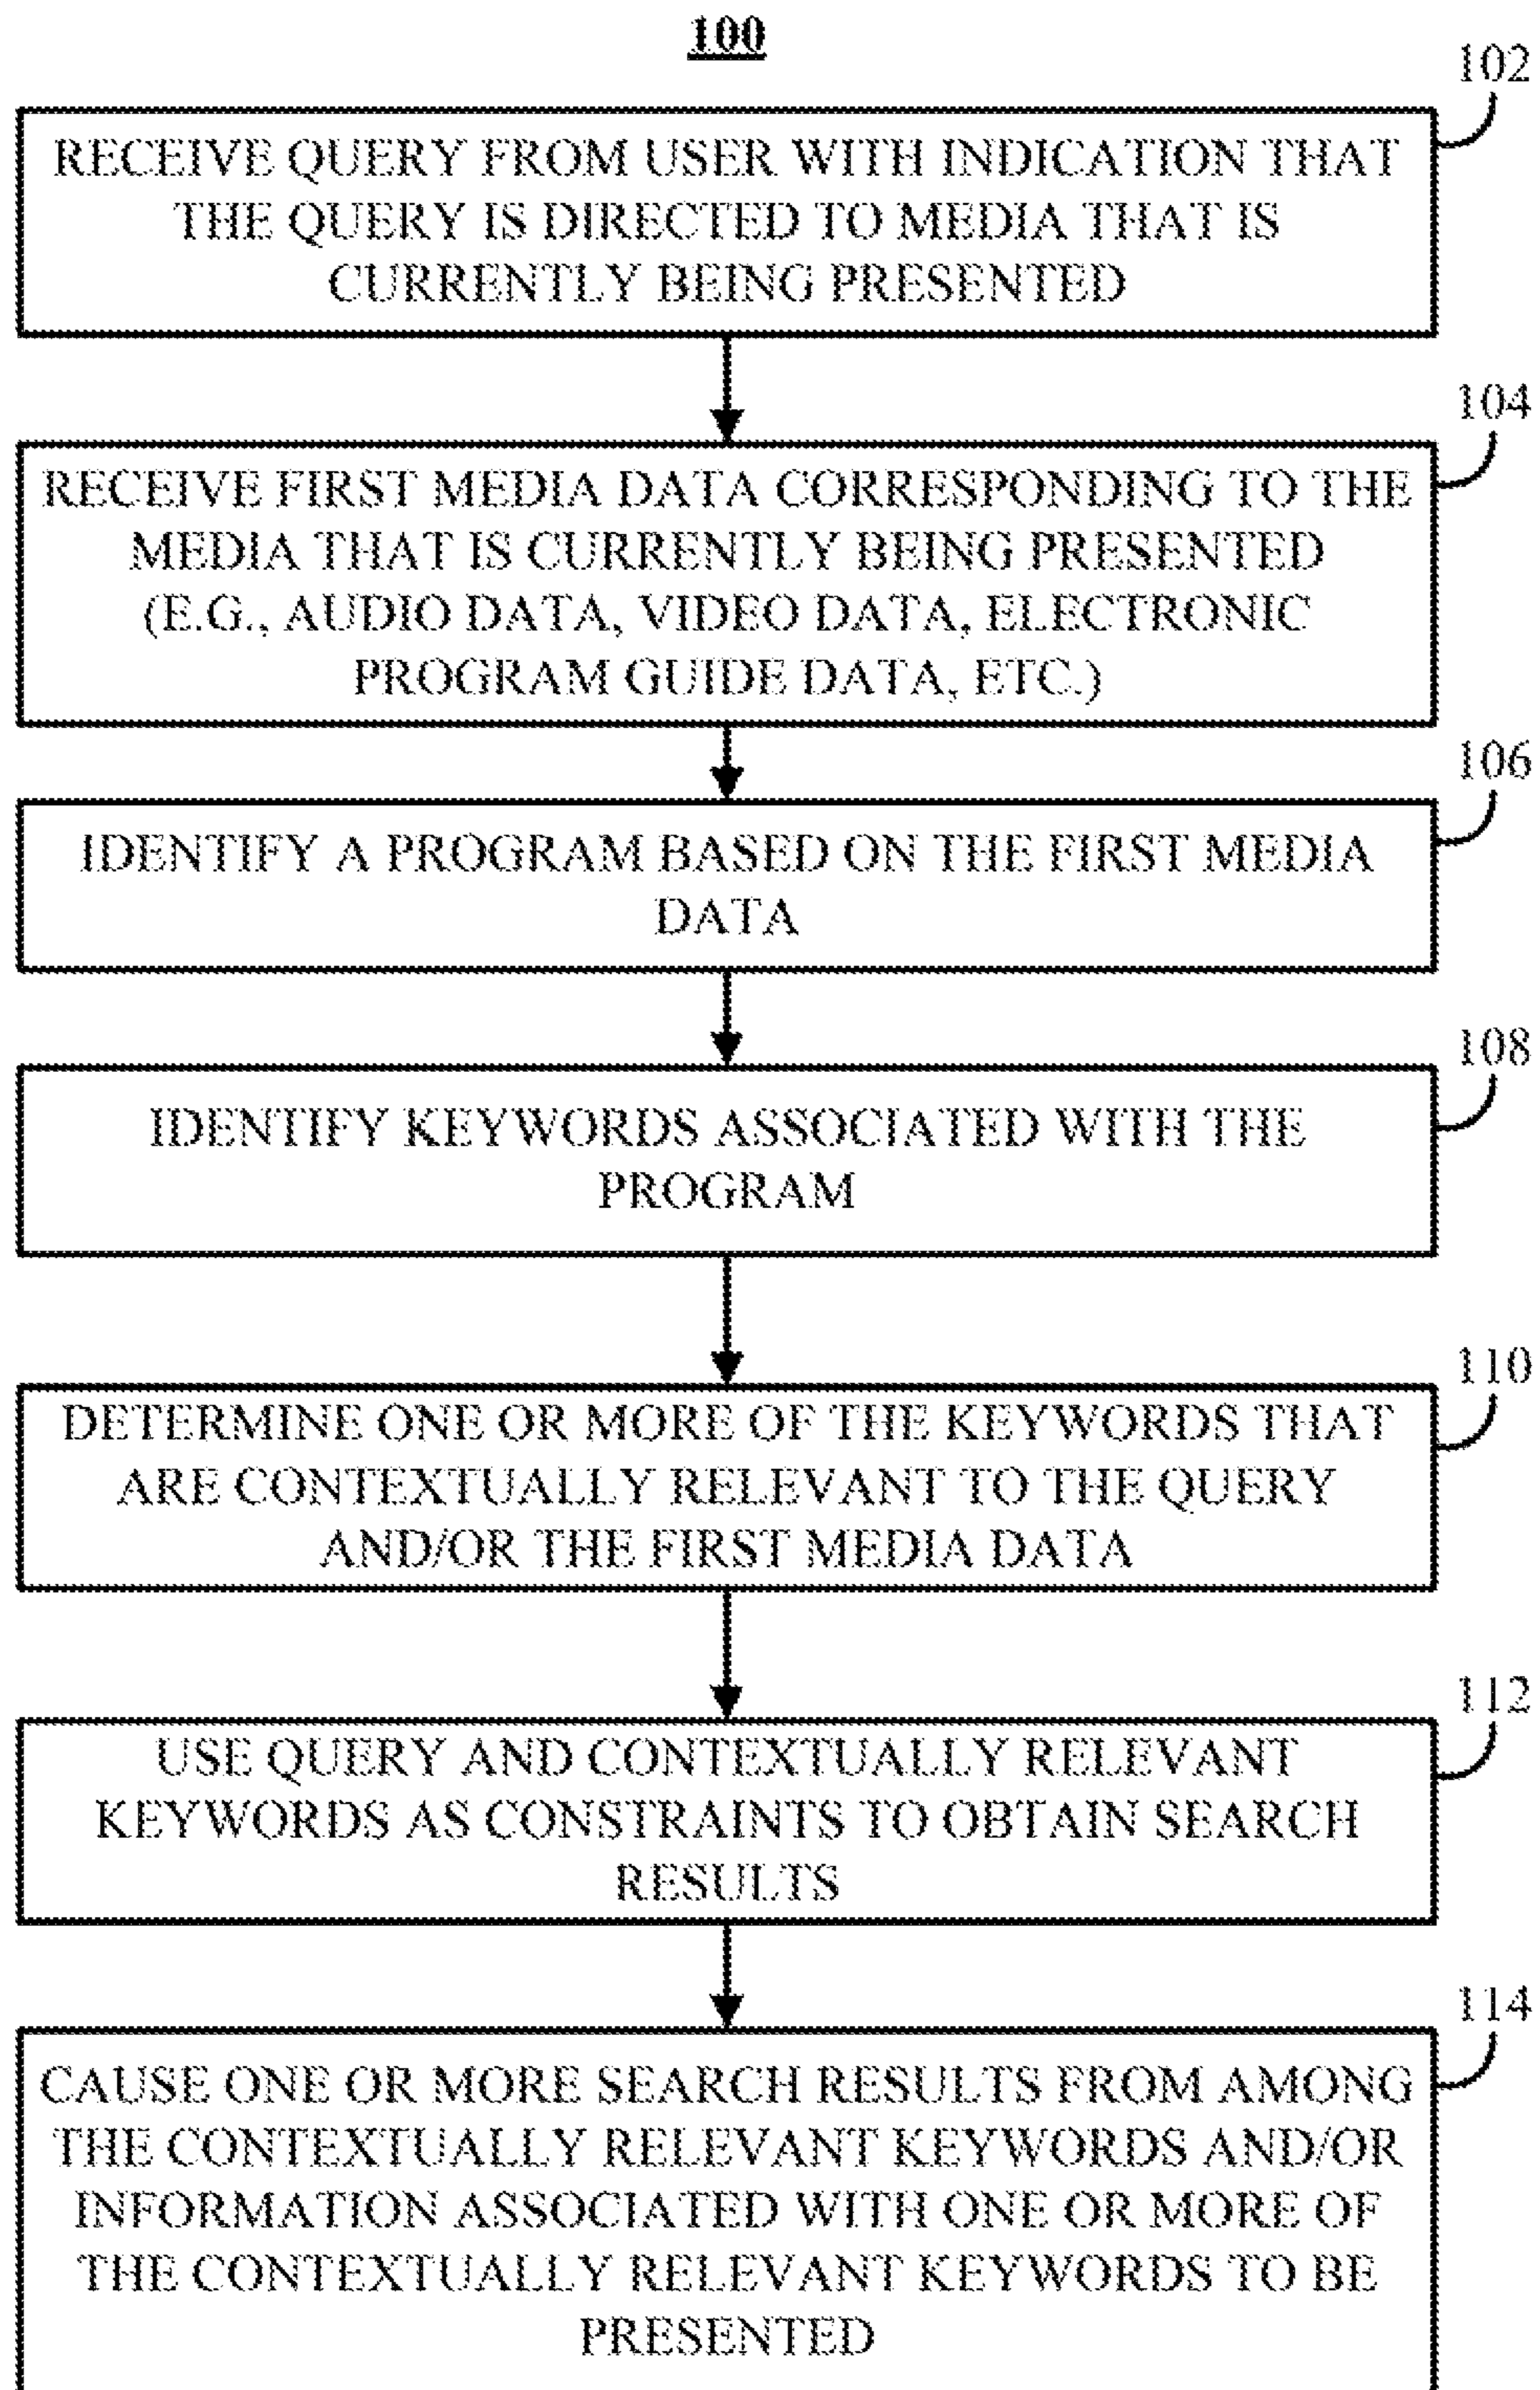 100
102
RECEIVE QUERY FROM USER WITH INDICATION THAT
THE QUERY IS DIRECTED TO MEDIA THAT IS
CURRENTLY BEING PRESENTED
104
RECEIVE FIRST MEDIA DATA CORRESPONDING TO THE
MEDIA THAT IS CURRENTLY BEING PRESENTED
(E.G., AUDIO DATA, VIDEO DATA, ELECTRONIC
PROGRAM GUIDE DATA, ETC.)
106
IDENTIFY A PROGRAM BASED ON THE FIRST MEDIA
DATA
108
IDENTIFY KEYWORDS ASSOCIATED WITH THE
PROGRAM
110
DETERMINE ONE OR MORE OF THE KEYWORDS THAT
ARE CONTEXTUALLY RELEVANT TO THE QUERY
AND/OR THE FIRST MEDIA DATA
112
USE QUERY AND CONTEXTUALLY RELEVANT
KEYWORDS AS CONSTRAINTS TO OBTAIN SEARCH
RESULTS
114
CAUSE ONE OR MORE SEARCH RESULTS FROM AMONG
THE CONTEXTUALLY RELEVANT KEYWORDS AND/OR
INFORMATION ASSOCIATED WITH ONE OR MORE OF
THE CONTEXTUALLY RELEVANT KEYWORDS TO BE
PRESENTED